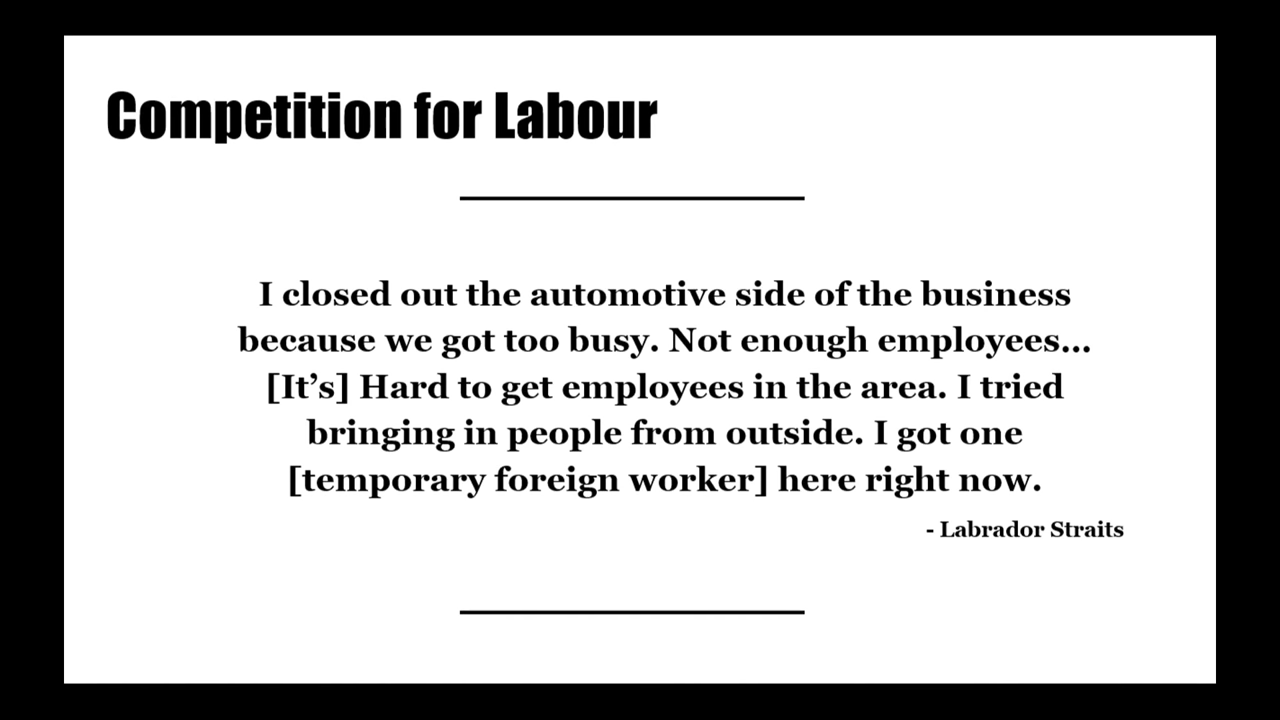 Competition for Labour
I closed out the automotive side of the business
because we got too busy. Not enough employees...
[It’s] Hard to get employees in the area. I tried
bringing in people from outside. I got one
[temporary foreign worker] here right now.
- Labrador Straits